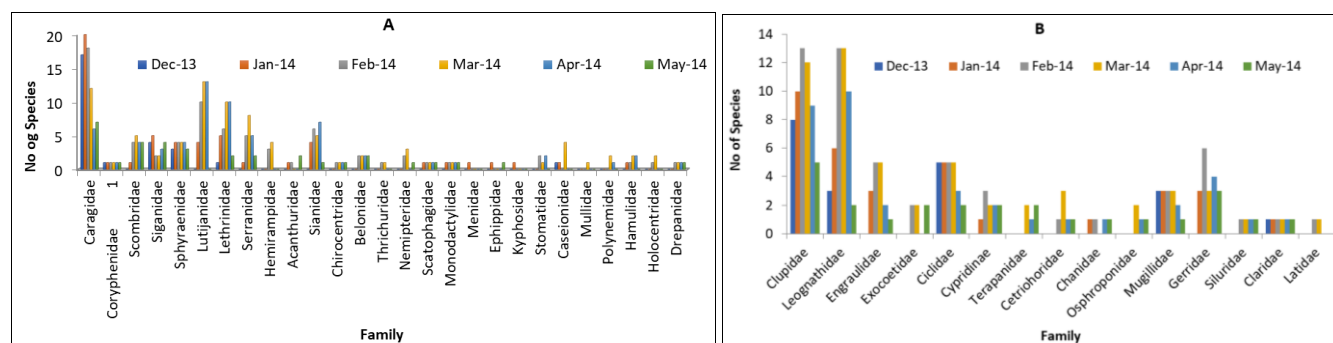 A
20
15
10
5
0
No og Species
Dec-13
Jan-14
Feb-14
Mar-14
Apr-14
May-14
Caragidae
Coryphenidae 1
Scombridae
Siganidae
Sphyraenidae
Lutijanidae
Lethrinidae
Serranidae
Hemirampidae
Acanthuridae
Sianidae
Chirocentridae
Belonidae
Thrichuridae
Nemipteridae
Scatophagidae
Monodactylidae
Menidae
Ephippidae
Kyphosidae
Stomatidae
Caseionidae
Mullidae
Polynemidae
Hamulidae
Holocentridae
Drepanidae
Family
B
14
12
10
8
6
4
2
0
No of Species
Dec-13
Jan-14
Feb-14
Mar-14
Apr-14
May-14
Clupidae
Leognathidae
Engraulidae
Exocoetidae
Ciclidae
Cypridinae
Terapanidae
Cetriohoridae
Chanidae
Osphroponidae
Mugillidae
Gerridae
Siluridae
Claridae
Latidae
Family